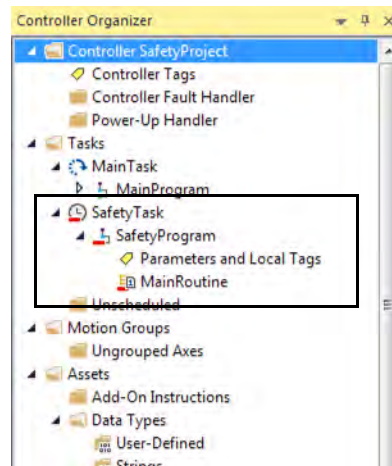 Controller Organizer
Controller SafetyProject
Controller Tags
Controller Fault Handler
Power-Up Handler
Tasks
MainTask
MainProgram
SafetyTask
SafetyProgram
Parameters and Local Tags
MainRoutine
Unscheduled
Motion Groups
Ungrouped Axes
Assets
Add-On Instructions
Data Types
User-Defined
Strings